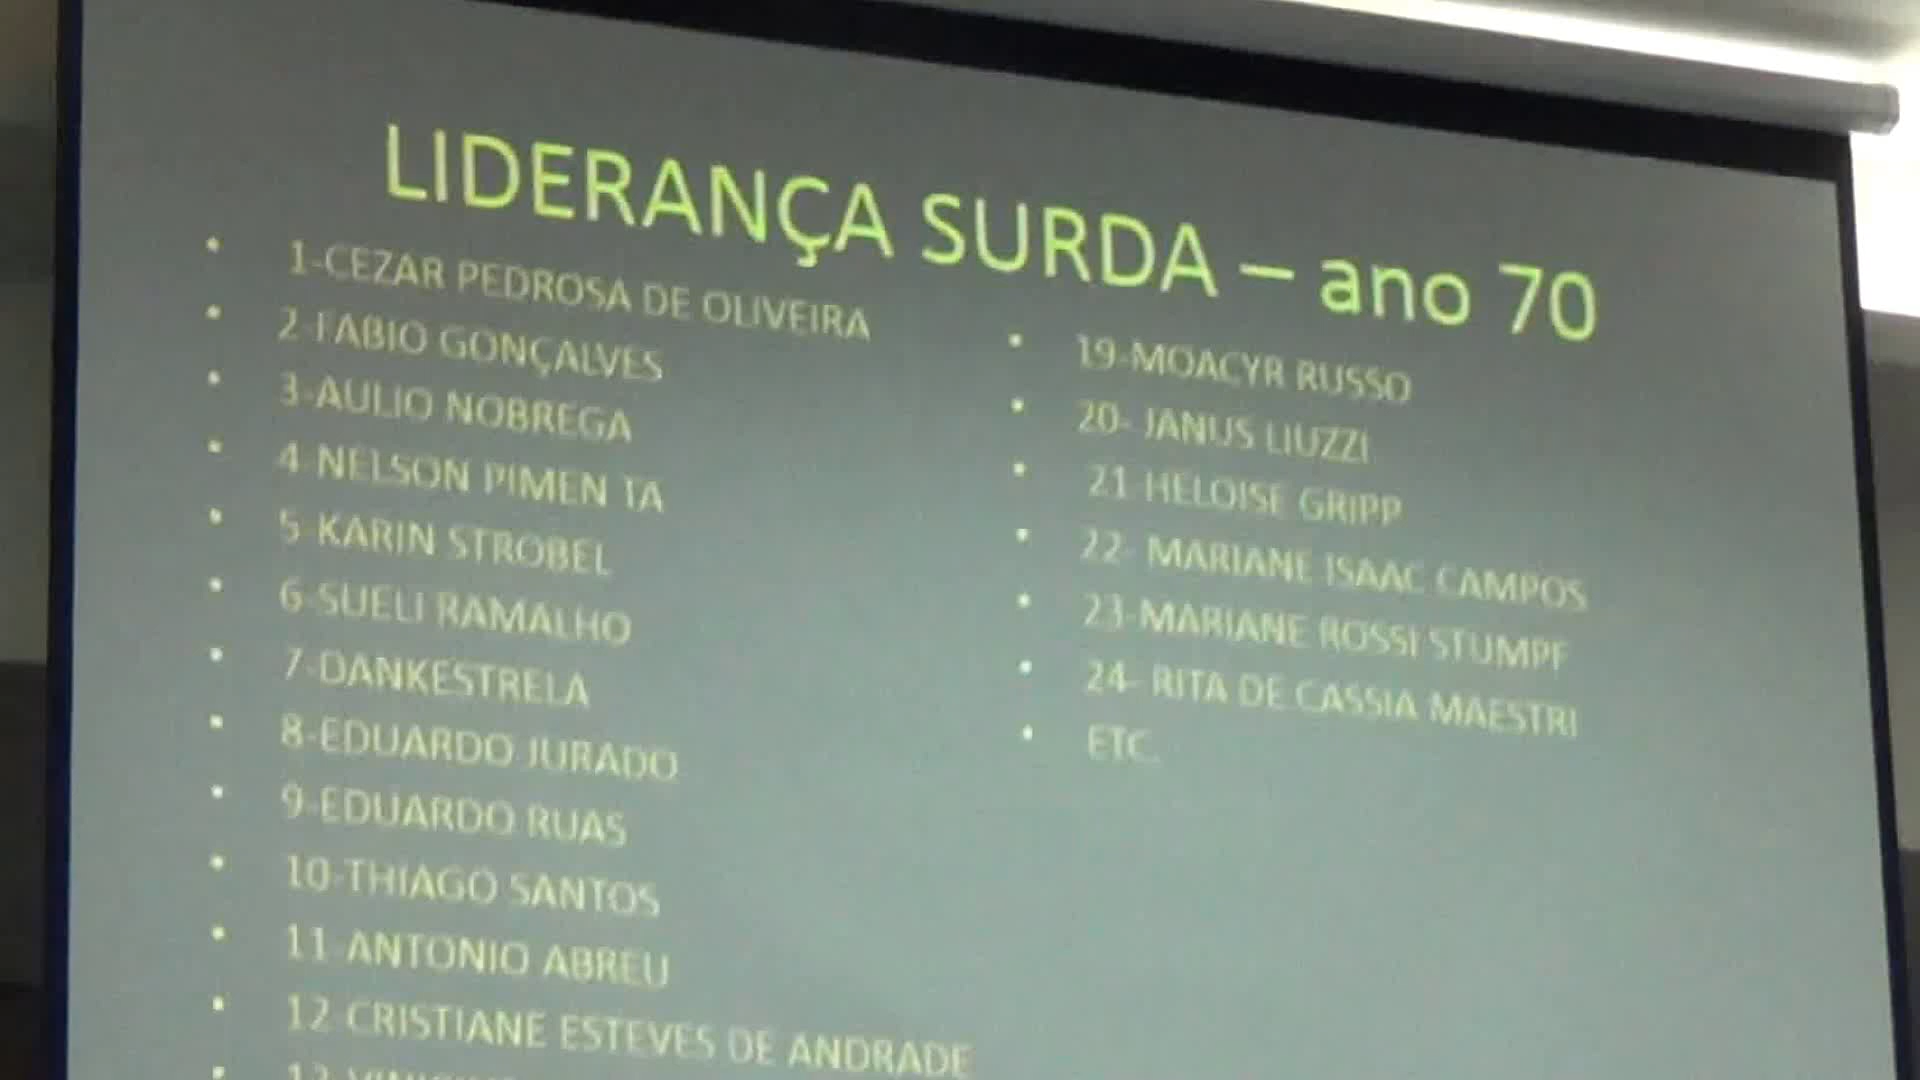 LIDERANÇA SURDA – ano 70
1-CEZAR PEDROSA DE OLIVEIRA
2-FABIO GONÇALVES
3-AULIO NOBREGA
4-NELSON PIMEN TA
5-KARIN STROBEL
6-SUELI RAMALHO
7-DANKESTRELA
8-EDUARDO JURADO
9-EDUARDO RUAS
10-THIAGO SANTOS
11-ANTONIO ABREU
12-CRISTIANE ESTEVES DE ANDRADE
19-MOACYR RUSSO
20- JANUS LIUZZI
21-HELOISE GRIPP
22- MARIANE ISAAC CAMPOS
23-MARIANE ROSSI STUMPF
24- RITA DE CASSIA MAESTRI
ETC.